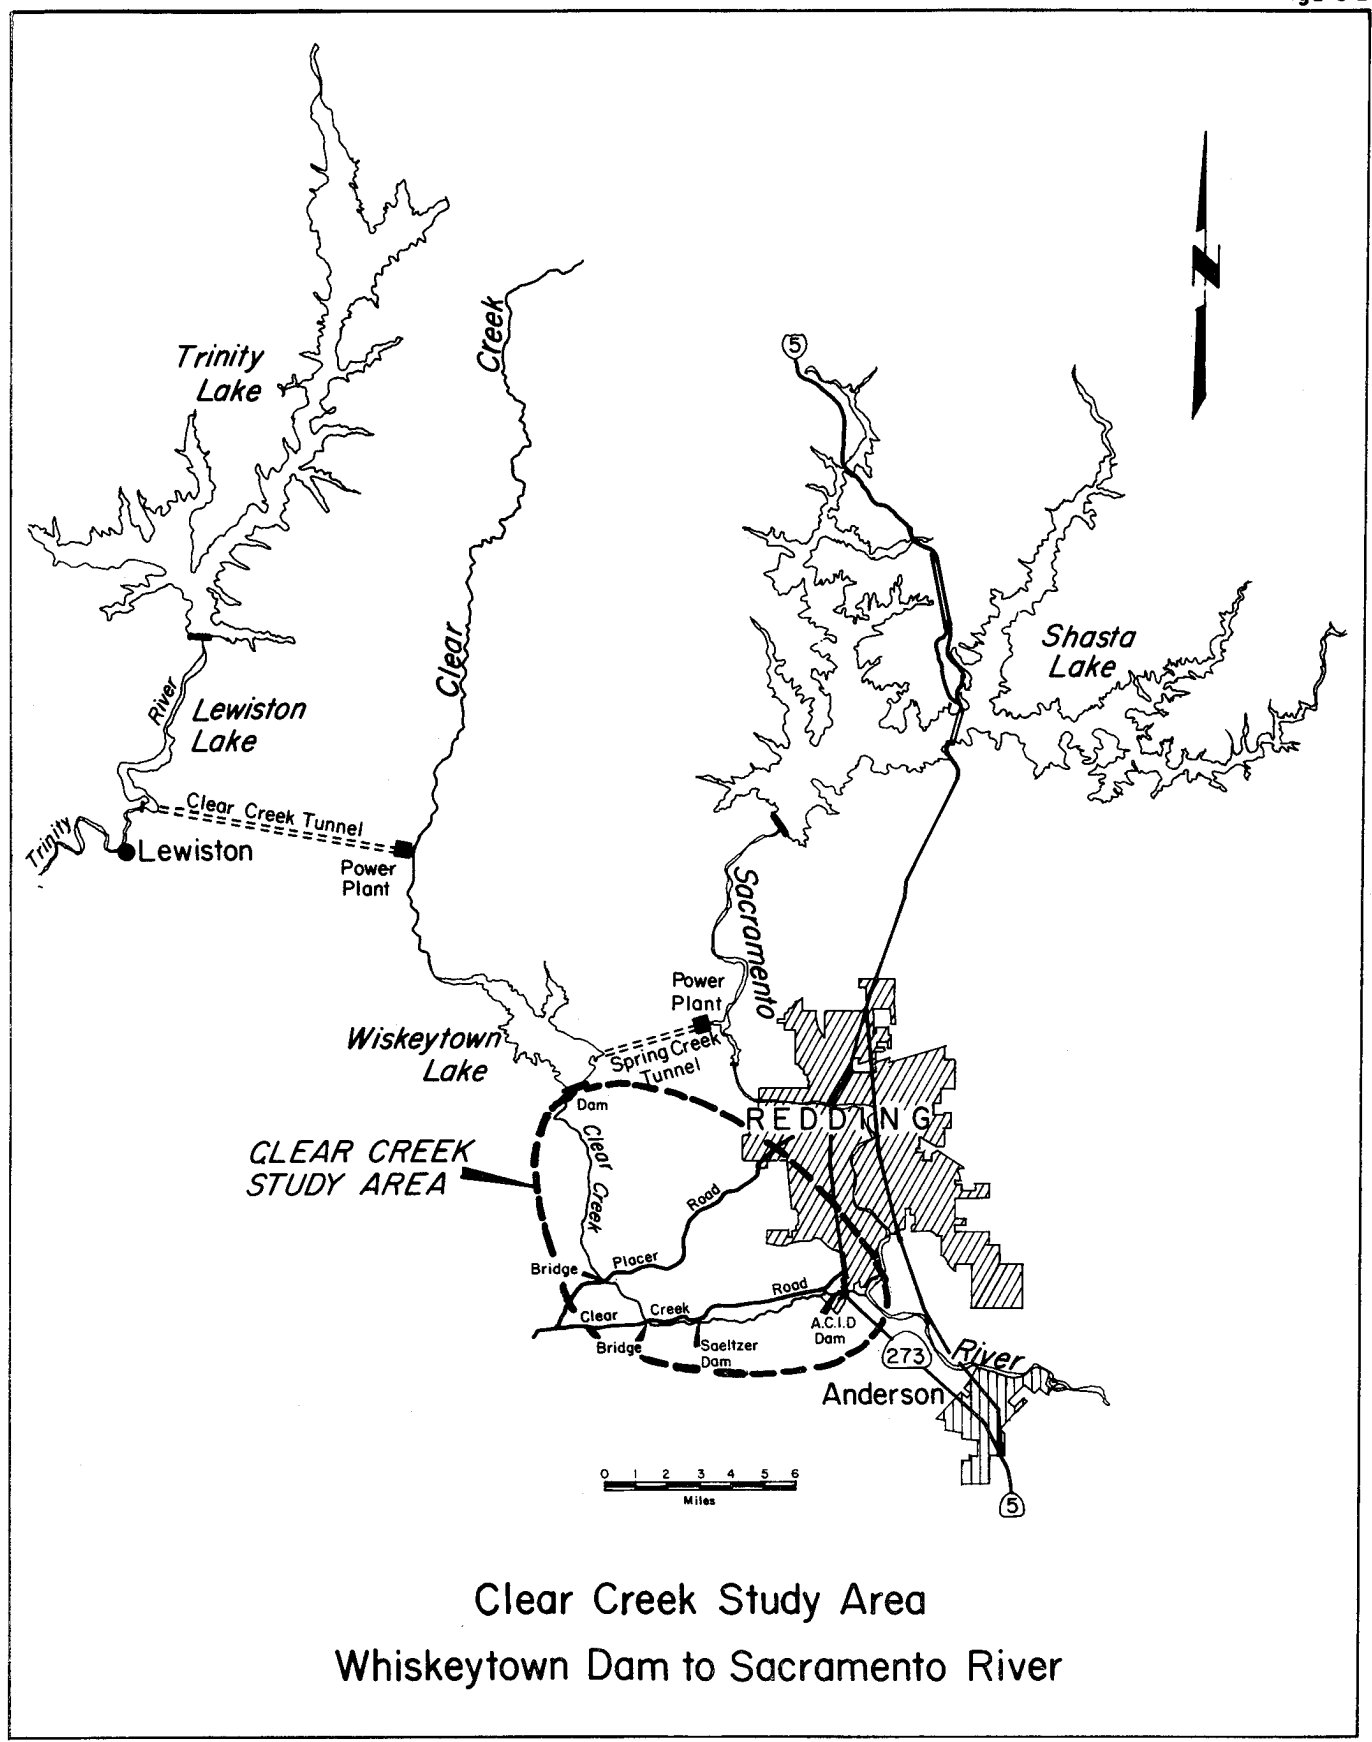 N
5
Creek
Trinity
Lake
Shasta
Lake
Clear
River
Lewiston
Lake
Clear Creek Tunnel
Trinity
Lewiston
Power
Plant
Sacramento
Power
Plant
Wiskeytown
Lake
Spring Creek
Tunnel
Dam
REDDING
CLEAR CREEK
STUDY AREA
Clear Creek
Road
Placer
Bridge
Road
Clear Creek
A.C.I.D
Dam
Bridge
Saeltzer
Dam
273
River
Anderson
0 1 2 3 4 5 6
Miles
5
Clear Creek Study Area
Whiskeytown Dam to Sacramento River